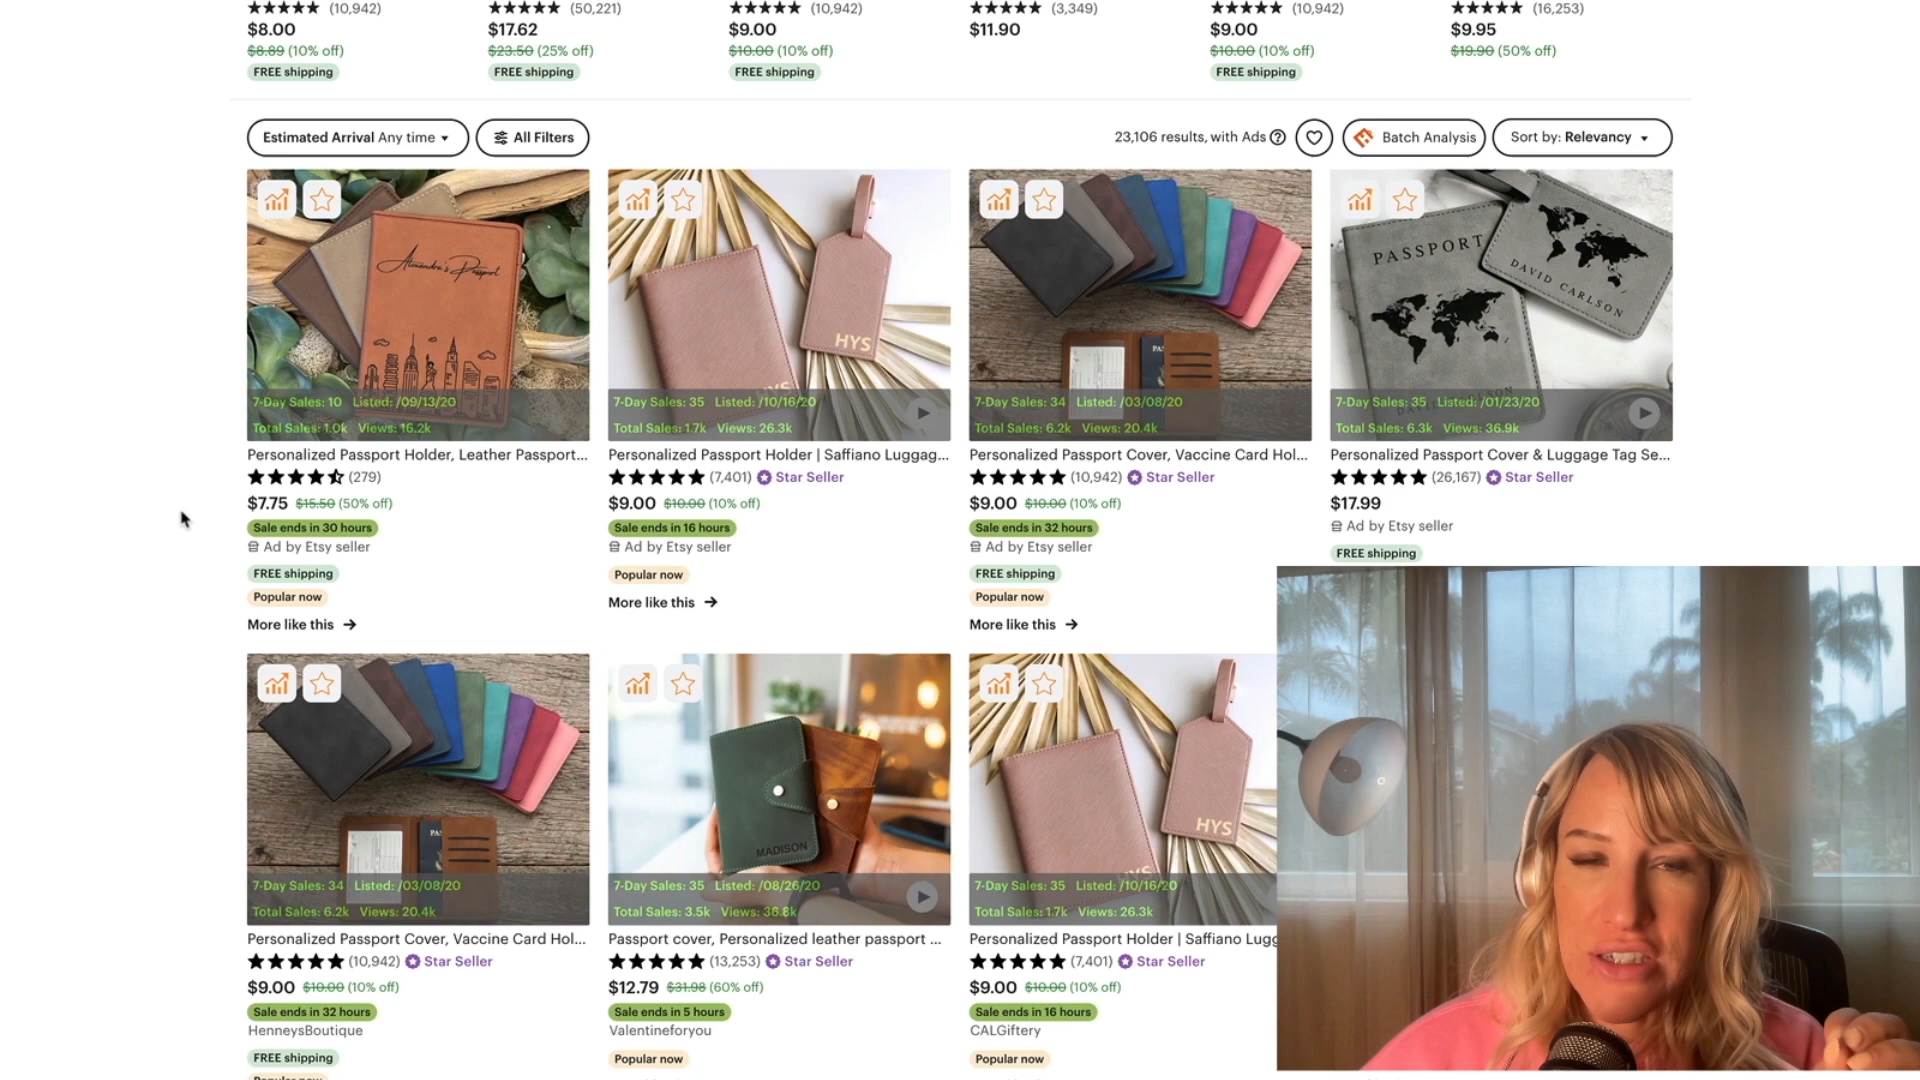 (10,942)
$8.00
$8.89 (10% off)
FREE shipping
(50,221)
$17.62
$23.50 (25% off)
FREE shipping
(10,942)
$9.00
$10.00 (10% off)
FREE shipping
(3,349)
$11.90
(10,942)
$9.00
$10.00 (10% off)
FREE shipping
(16,253)
$9.95
$19.90 (50% off)
Estimated Arrival Any time
All Filters
23,106 results, with Ads ?
Batch Analysis
Sort by: Relevancy
Alexandra's Passport
7-Day Sales: 10 Listed: /09/13/20
Total Sales: 1.0k Views: 16.2k
Personalized Passport Holder, Leather Passport...
(279)
$7.75 $15.50 (50% off)
Sale ends in 30 hours
Ad by Etsy seller
FREE shipping
Popular now
More like this →
HYS
HYS
7-Day Sales: 35 Listed: /10/16/20
Total Sales: 1.7k Views: 26.3k
Personalized Passport Holder | Saffiano Luggag...
(7,401) Star Seller
$9.00 $10.00 (10% off)
Sale ends in 16 hours
Ad by Etsy seller
Popular now
More like this →
PAS
7-Day Sales: 34 Listed: /03/08/20
Total Sales: 6.2k Views: 20.4k
Personalized Passport Cover, Vaccine Card Hol...
(10,942) Star Seller
$9.00 $10.00 (10% off)
Sale ends in 32 hours
Ad by Etsy seller
FREE shipping
Popular now
More like this →
PASSPORT
DAVID CARLSON
7-Day Sales: 35 Listed: /01/23/20
Total Sales: 6.3k Views: 36.9k
Personalized Passport Cover & Luggage Tag Se...
(26,167) Star Seller
$17.99
Ad by Etsy seller
FREE shipping
PAS
7-Day Sales: 34 Listed: /03/08/20
Total Sales: 6.2k Views: 20.4k
Personalized Passport Cover, Vaccine Card Hol...
(10,942) Star Seller
$9.00 $10.00 (10% off)
Sale ends in 32 hours
HenneysBoutique
FREE shipping
Popular now
MADISON
7-Day Sales: 35 Listed: /08/26/20
Total Sales: 3.5k Views: 36.8k
Passport cover, Personalized leather passport ...
(13,253) Star Seller
$12.79 $31.98 (60% off)
Sale ends in 5 hours
Valentineforyou
Popular now
HYS
HYS
7-Day Sales: 35 Listed: /10/16/20
Total Sales: 1.7k Views: 26.3k
Personalized Passport Holder | Saffiano Lugg
(7,401) Star Seller
$9.00 $10.00 (10% off)
Sale ends in 16 hours
CALGiftery
Popular now